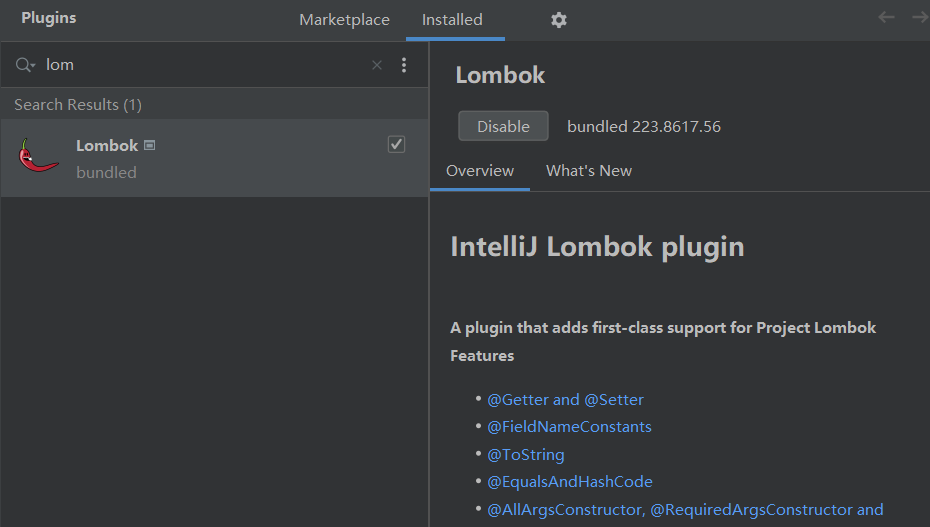 Plugins
Marketplace
Installed
lom
Search Results (1)
Lombok
bundled
Lombok
Disable
bundled 223.8617.56
Overview
What's New
IntelliJ Lombok plugin
A plugin that adds first-class support for Project Lombok
Features
• @Getter and @Setter
• @FieldNameConstants
• @ToString
• @EqualsAndHashCode
• @AllArgsConstructor, @RequiredArgsConstructor and